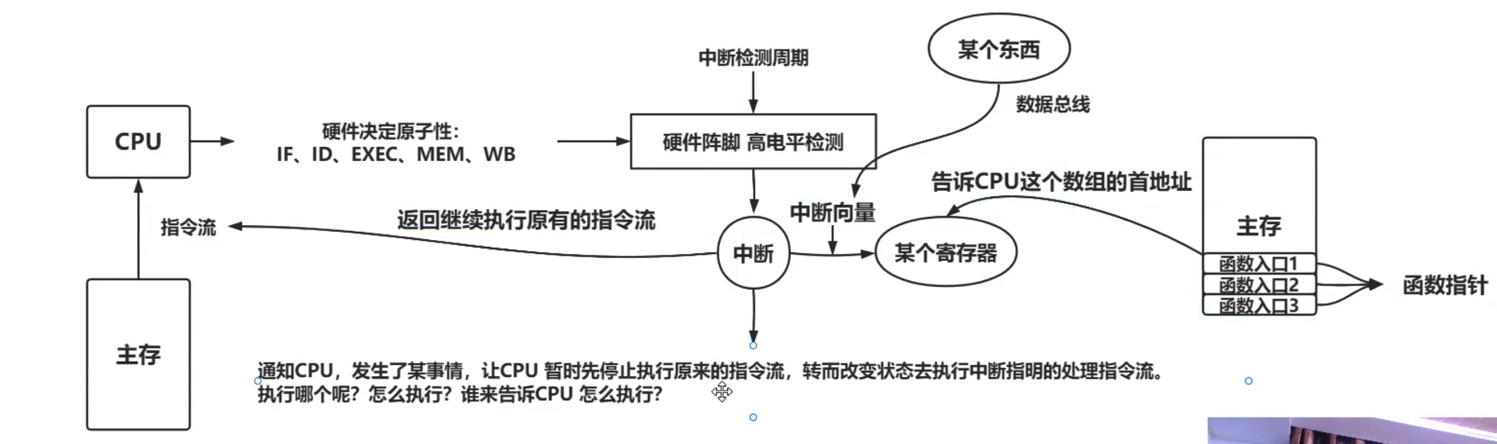 中断检测周期
某个东西
数据总线
CPU
硬件决定原子性：
IF、ID、EXEC、MEM、WB
硬件阵脚 高电平检测
告诉CPU这个数组的首地址
指令流
返回继续执行原有的指令流
中断向量
中断
某个寄存器
主存
函数入口1
函数入口2
函数入口3
函数指针
主存
通知CPU，发生了某事情，让CPU 暂时先停止执行原来的指令流，转而改变状态去执行中断指明的处理指令流。
执行哪个呢？怎么执行？谁来告诉CPU 怎么执行？